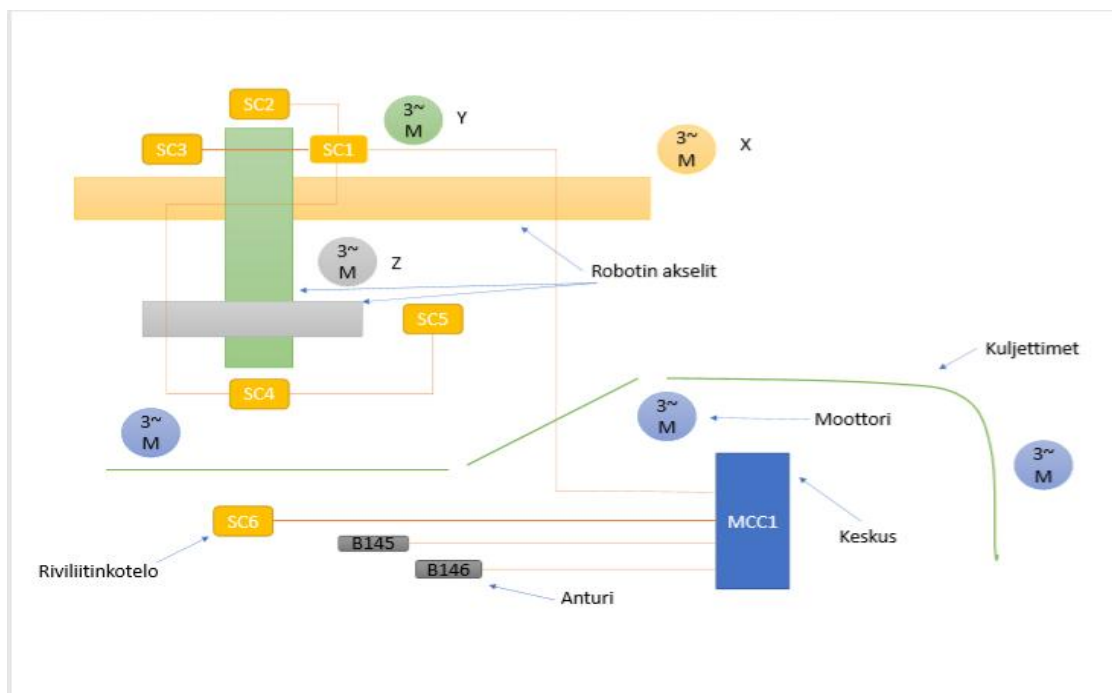 SC2
3~
M
Y
SC3
SC1
3~
M
X
3~
M
Z
Robotin akselit
SC5
Kuljettimet
SC4
3~
M
3~
M
Moottori
3~
M
SC6
MCC1
Keskus
B145
Riviliitinkotelo
B146
Anturi